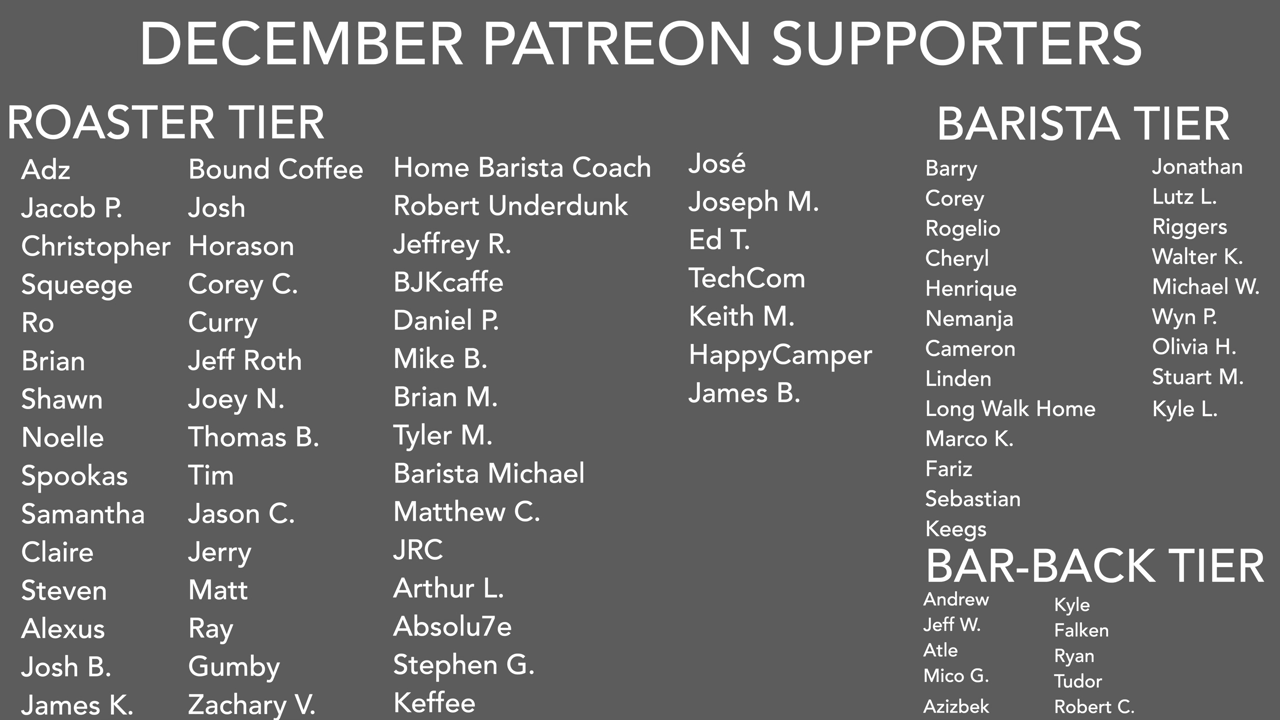 DECEMBER PATREON SUPPORTERS
ROASTER TIER
Adz
Jacob P.
Christopher
Squeege
Ro
Brian
Shawn
Noelle
Spookas
Samantha
Claire
Steven
Alexus
Josh B.
James K.
Bound Coffee
Josh
Horason
Corey C.
Curry
Jeff Roth
Joey N.
Thomas B.
Tim
Jason C.
Jerry
Matt
Ray
Gumby
Zachary V.
Home Barista Coach
Robert Underdunk
Jeffrey R.
BJKcaffe
Daniel P.
Mike B.
Brian M.
Tyler M.
Barista Michael
Matthew C.
JRC
Arthur L.
Absolu7e
Stephen G.
Keffee
José
Joseph M.
Ed T.
TechCom
Keith M.
HappyCamper
James B.
BARISTA TIER
Barry
Corey
Rogelio
Cheryl
Henrique
Nemanja
Cameron
Linden
Long Walk Home
Marco K.
Fariz
Sebastian
Keegs
Jonathan
Lutz L.
Riggers
Walter K.
Michael W.
Wyn P.
Olivia H.
Stuart M.
Kyle L.
BAR-BACK TIER
Andrew
Jeff W.
Atle
Mico G.
Azizbek
Kyle
Falken
Ryan
Tudor
Robert C.